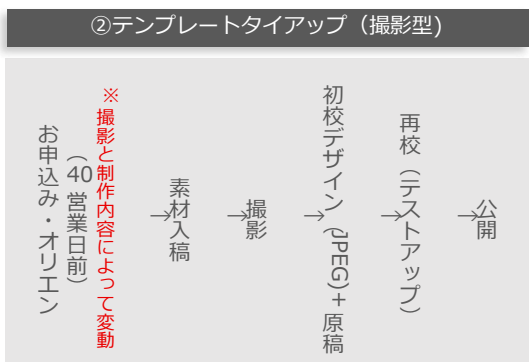 ②テンプレートタイアップ（撮影型)
お申込み・オリエン
（40営業日前）
※撮影と制作内容によって変動
→
素材入稿
→
撮影
→
初校デザイン（JPEG)+原稿
→
再校（テストアップ）
→
公開